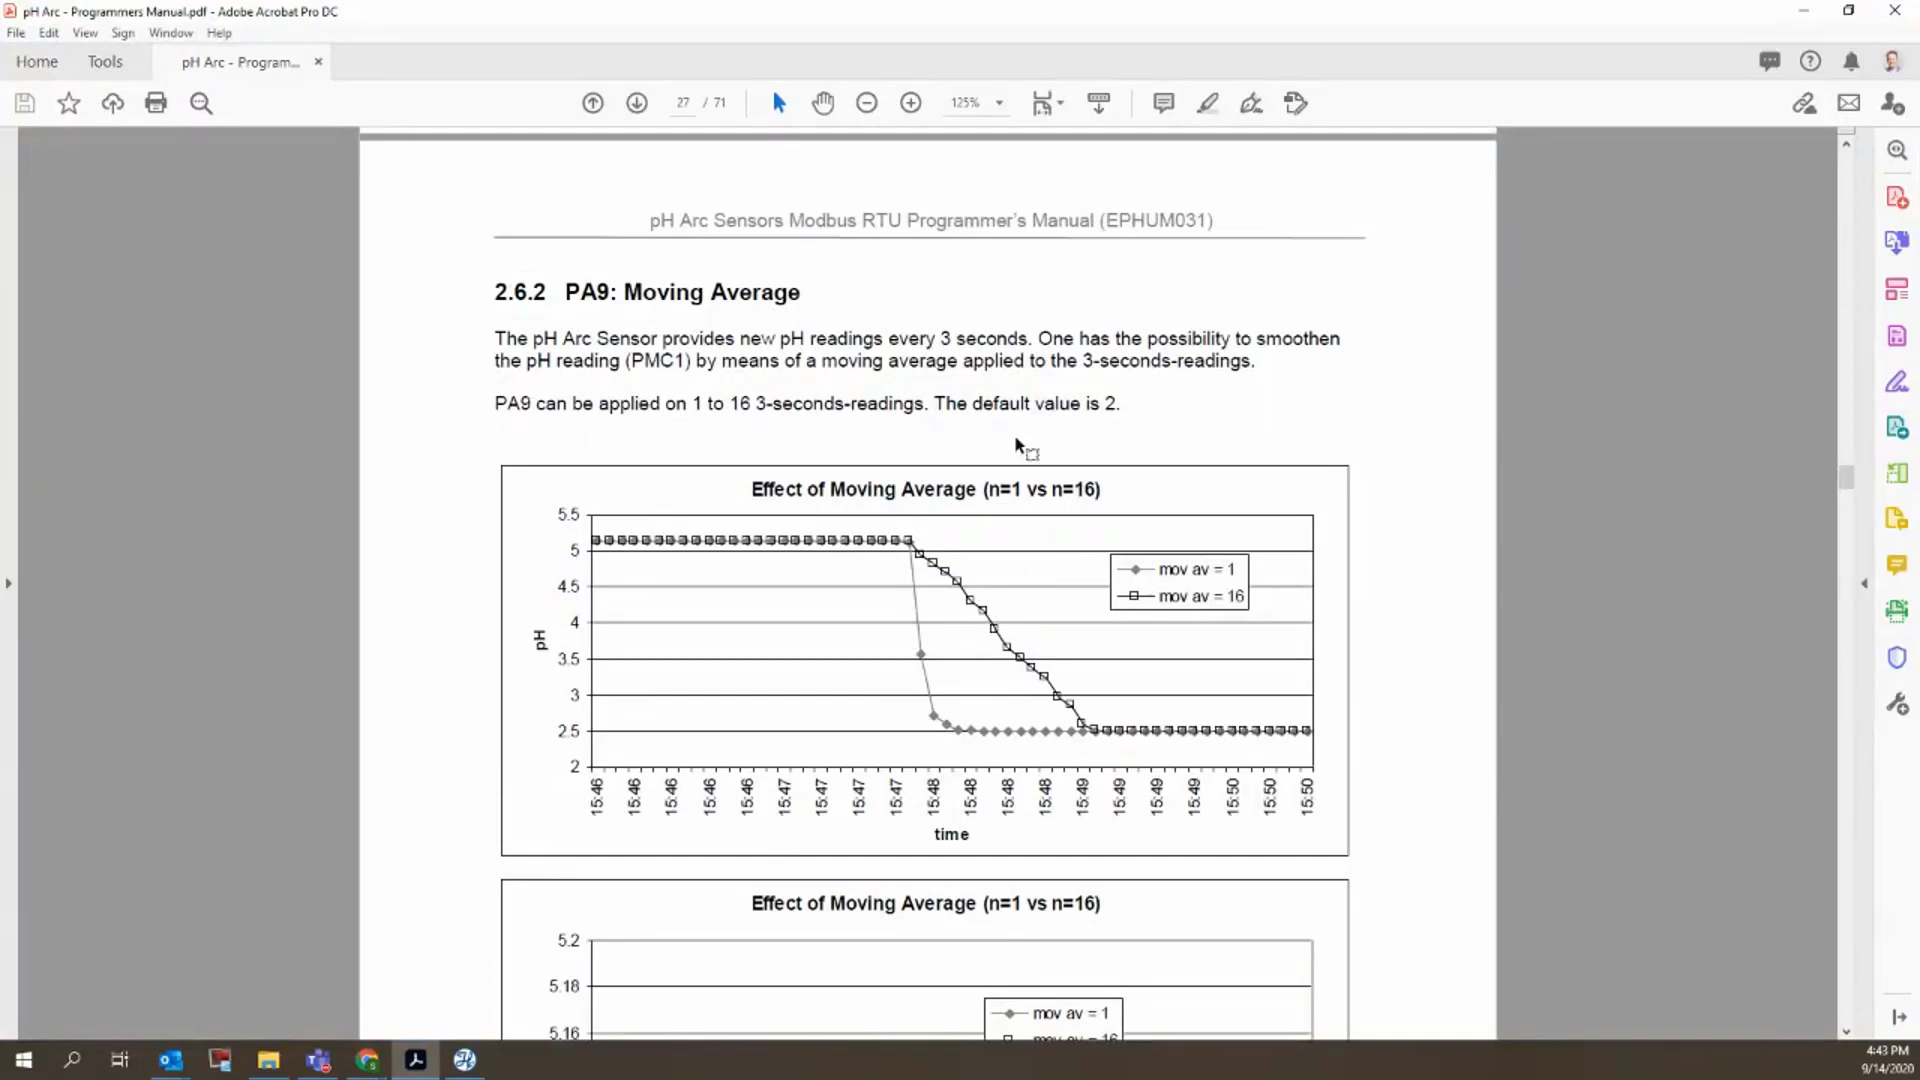 pH Arc - Programmers Manual.pdf - Adobe Acrobat Pro DC
File Edit View Sign Window Help
Home Tools pH Arc - Program... ×
27 / 71 125%
pH Arc Sensors Modbus RTU Programmer's Manual (EPHUM031)
2.6.2 PA9: Moving Average
The pH Arc Sensor provides new pH readings every 3 seconds. One has the possibility to smoothen
the pH reading (PMC1) by means of a moving average applied to the 3-seconds-readings.
PA9 can be applied on 1 to 16 3-seconds-readings. The default value is 2.
Effect of Moving Average (n=1 vs n=16)
5.5
5
4.5
4
3.5
3
2.5
2
pH
mov av = 1
mov av = 16
15:46 15:46 15:46 15:46 15:46 15:47 15:47 15:47 15:47 15:48 15:48 15:48 15:48 15:49 15:49 15:49 15:49 15:50 15:50 15:50
time
Effect of Moving Average (n=1 vs n=16)
5.2
5.18
5.16
mov av = 1
mov av = 16
4:43 PM
9/14/2020